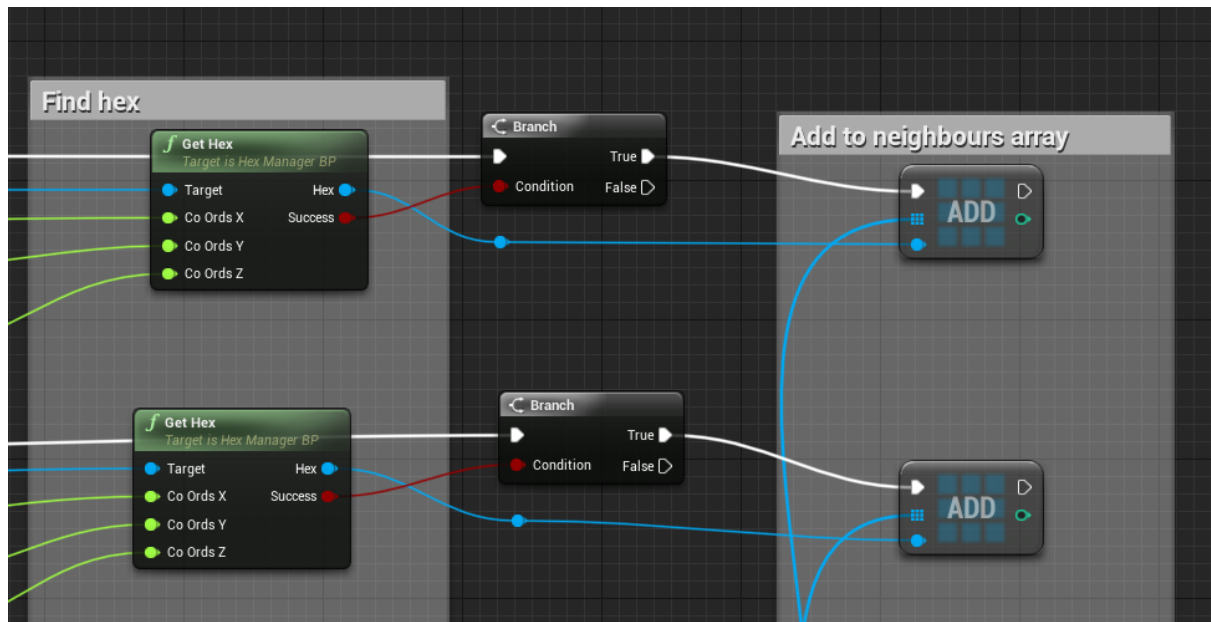 Find hex
Get Hex
Target is Hex Manager BP
Target Hex
Co Ords X Success
Co Ords Y
Co Ords Z
Branch
True
Condition False
Add to neighbours array
ADD
Get Hex
Target is Hex Manager BP
Target Hex
Co Ords X Success
Co Ords Y
Co Ords Z
Branch
True
Condition False
ADD